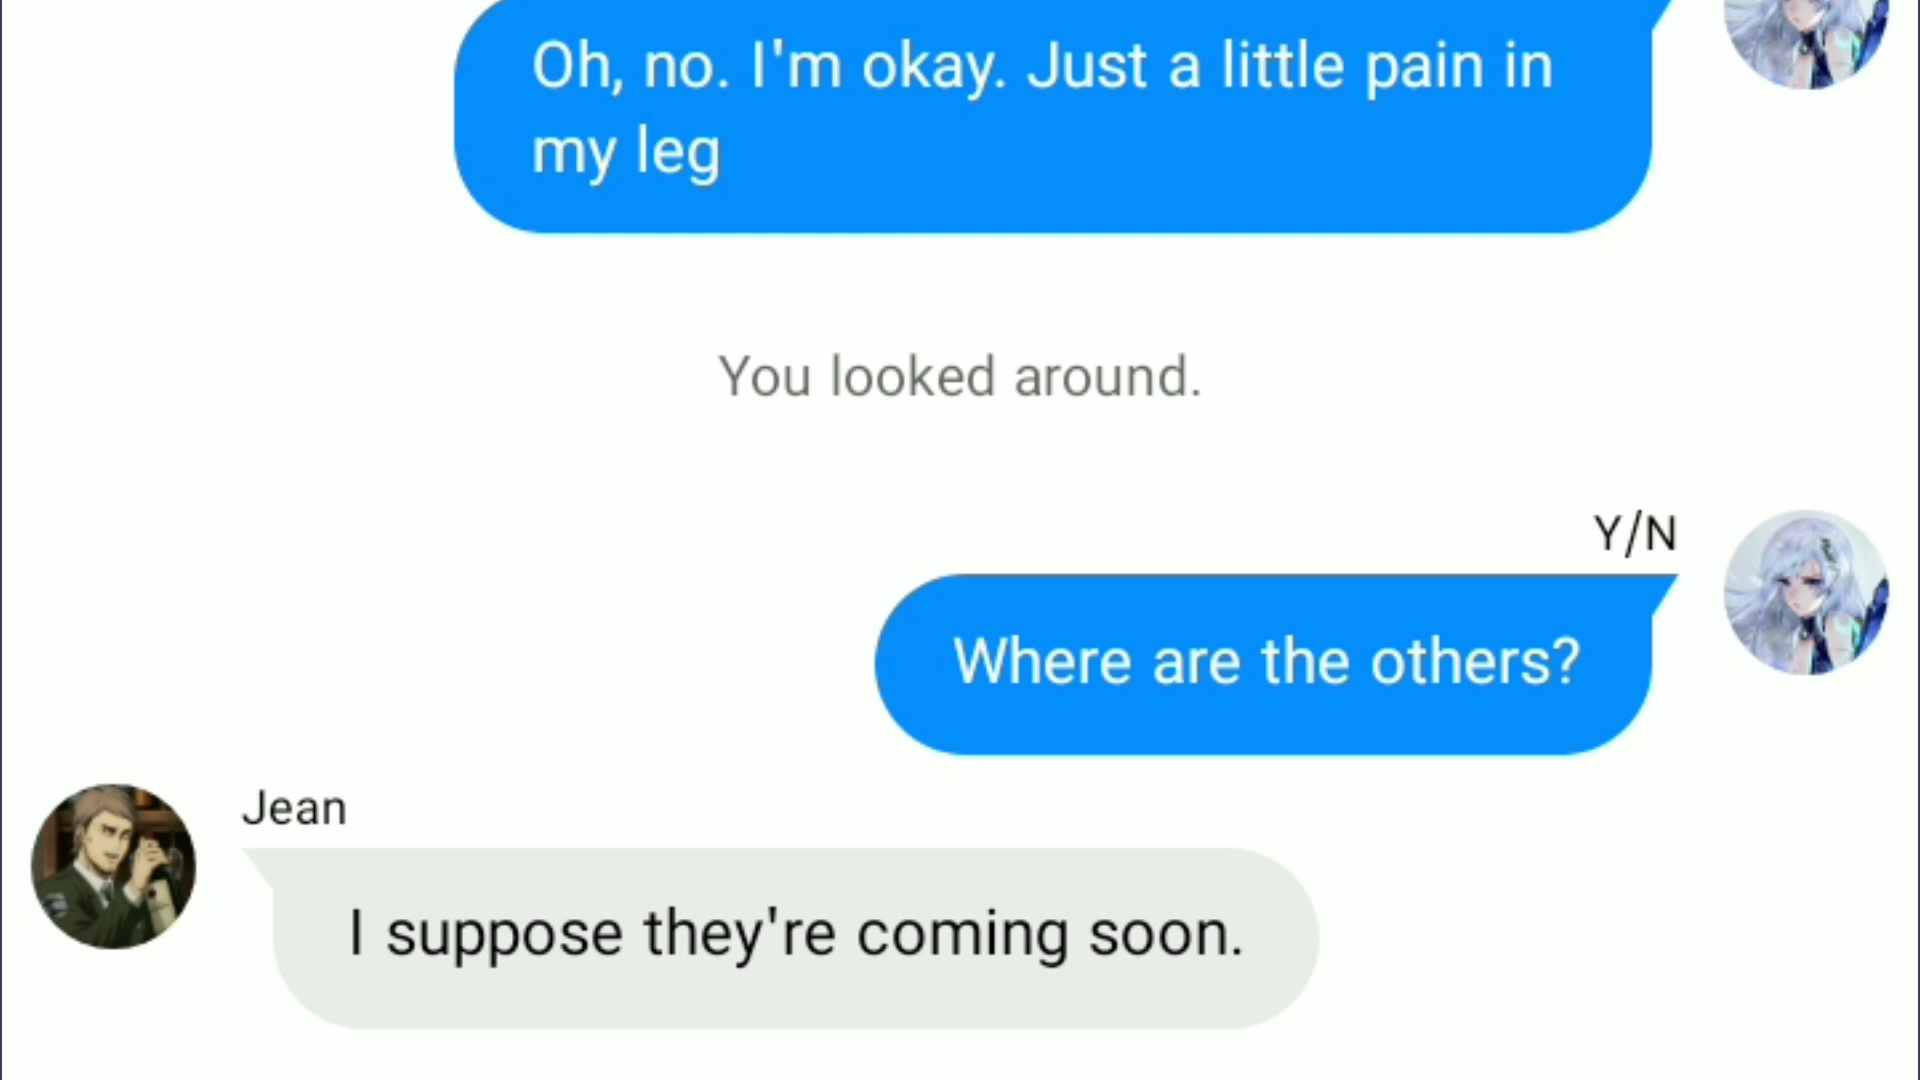 Oh, no. I'm okay. Just a little pain in
my leg
You looked around.
Y/N
Where are the others?
Jean
I suppose they're coming soon.